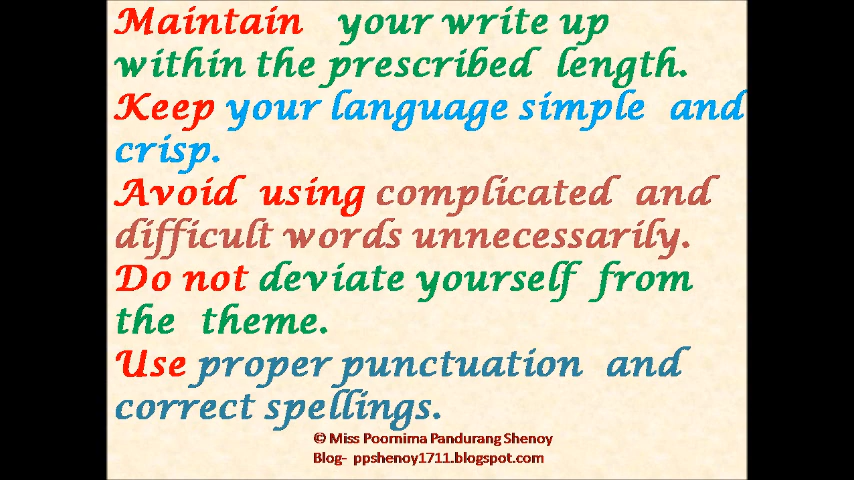 Maintain your write up
within the prescribed length.
Keep your language simple and
crisp.
Avoid using complicated and
difficult words unnecessarily.
Do not deviate yourself from
the theme.
Use proper punctuation and
correct spellings.
© Miss Poornima Pandurang Shenoy
Blog- ppshenoy1711.blogspot.com